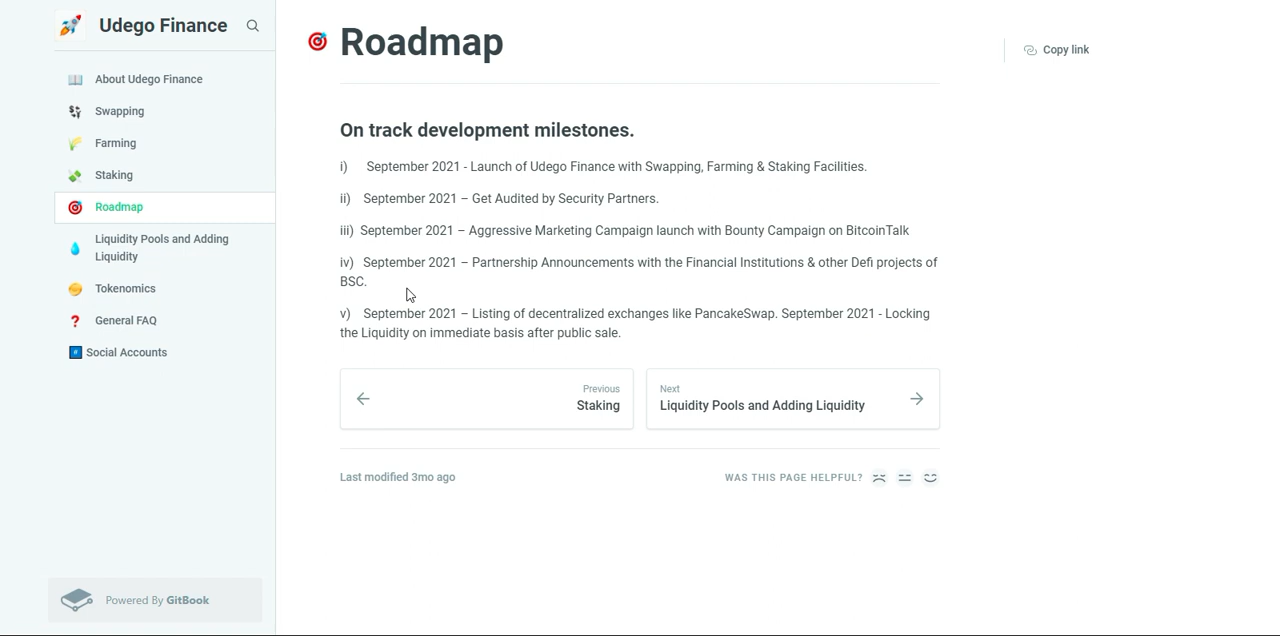 Udego Finance
About Udego Finance
Swapping
Farming
Staking
Roadmap
Liquidity Pools and Adding
Liquidity
Tokenomics
General FAQ
Social Accounts
Powered By GitBook
Roadmap
Copy link
On track development milestones.
i) September 2021 - Launch of Udego Finance with Swapping, Farming & Staking Facilities.
ii) September 2021 – Get Audited by Security Partners.
iii) September 2021 – Aggressive Marketing Campaign launch with Bounty Campaign on BitcoinTalk
iv) September 2021 – Partnership Announcements with the Financial Institutions & other Defi projects of
BSC.
v) September 2021 – Listing of decentralized exchanges like PancakeSwap. September 2021 - Locking
the Liquidity on immediate basis after public sale.
Previous
Staking
Next
Liquidity Pools and Adding Liquidity
Last modified 3mo ago
WAS THIS PAGE HELPFUL?